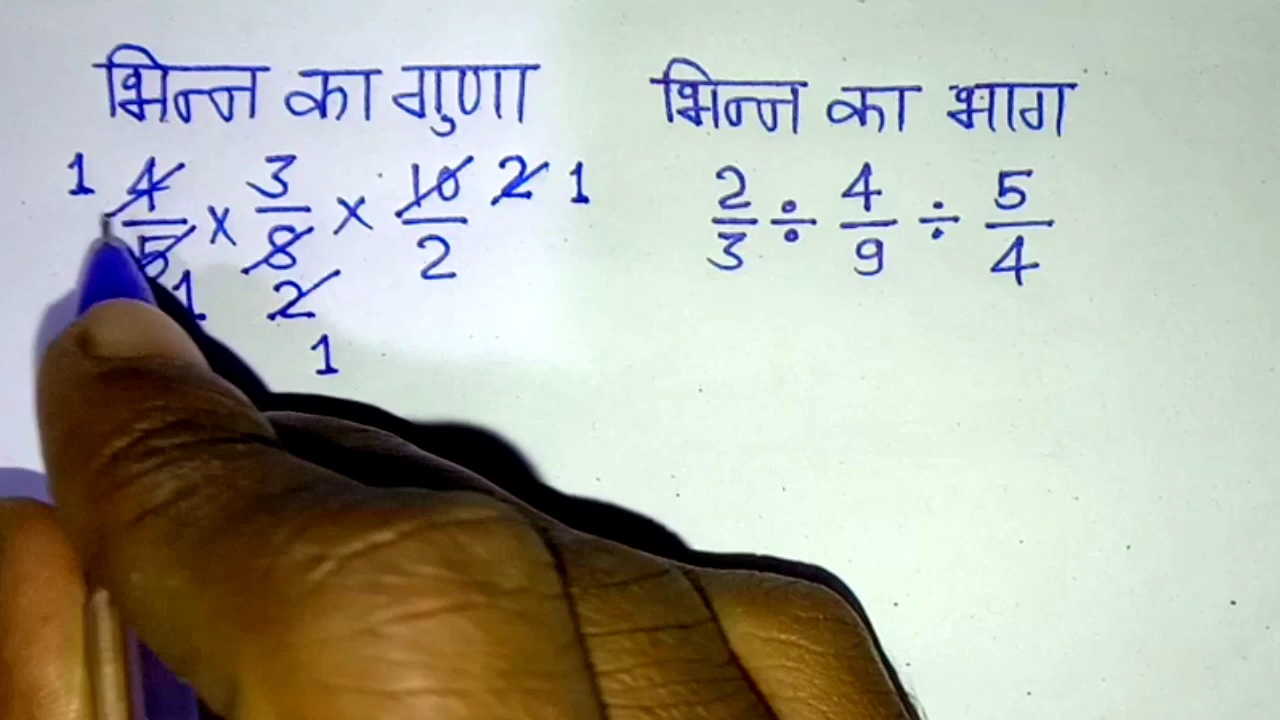 भिन्न का गुणा
1 4/5 × 3/8 × 10/2 2 1
1 2
1
भिन्न का भाग
2/3 ÷ 4/9 ÷ 5/4